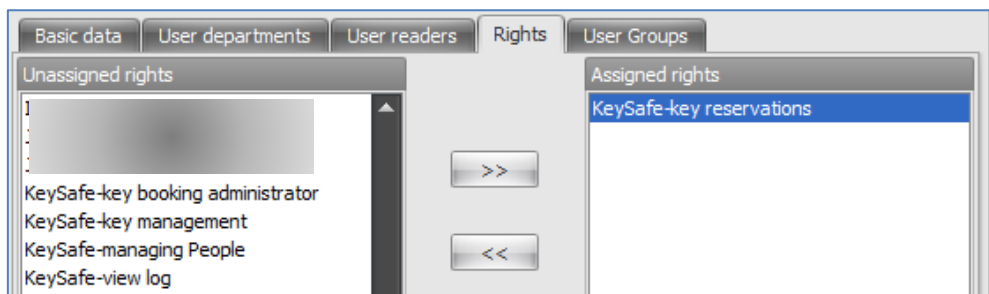 Basic data
User departments
User readers
Rights
User Groups
Unassigned rights
KeySafe-key booking administrator
KeySafe-key management
KeySafe-managing People
KeySafe-view log
>>
<<
Assigned rights
KeySafe-key reservations